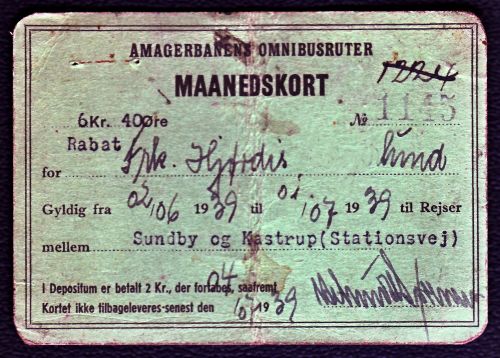 AMAGERBANENS OMNIBUSRUTER
MAANEDSKORT
1224
6Kr. 40Øre № 1145
Rabat
for Frk. Hjørdis Lund
Gyldig fra 02/06 1939 til 01/07 1939 til Rejser
mellem Sundby og Kastrup(Stationsvej)
I Depositum er betalt 2 Kr., der fortabes, saafremt
Kortet ikke tilbageleveres senest den 04/07 1939